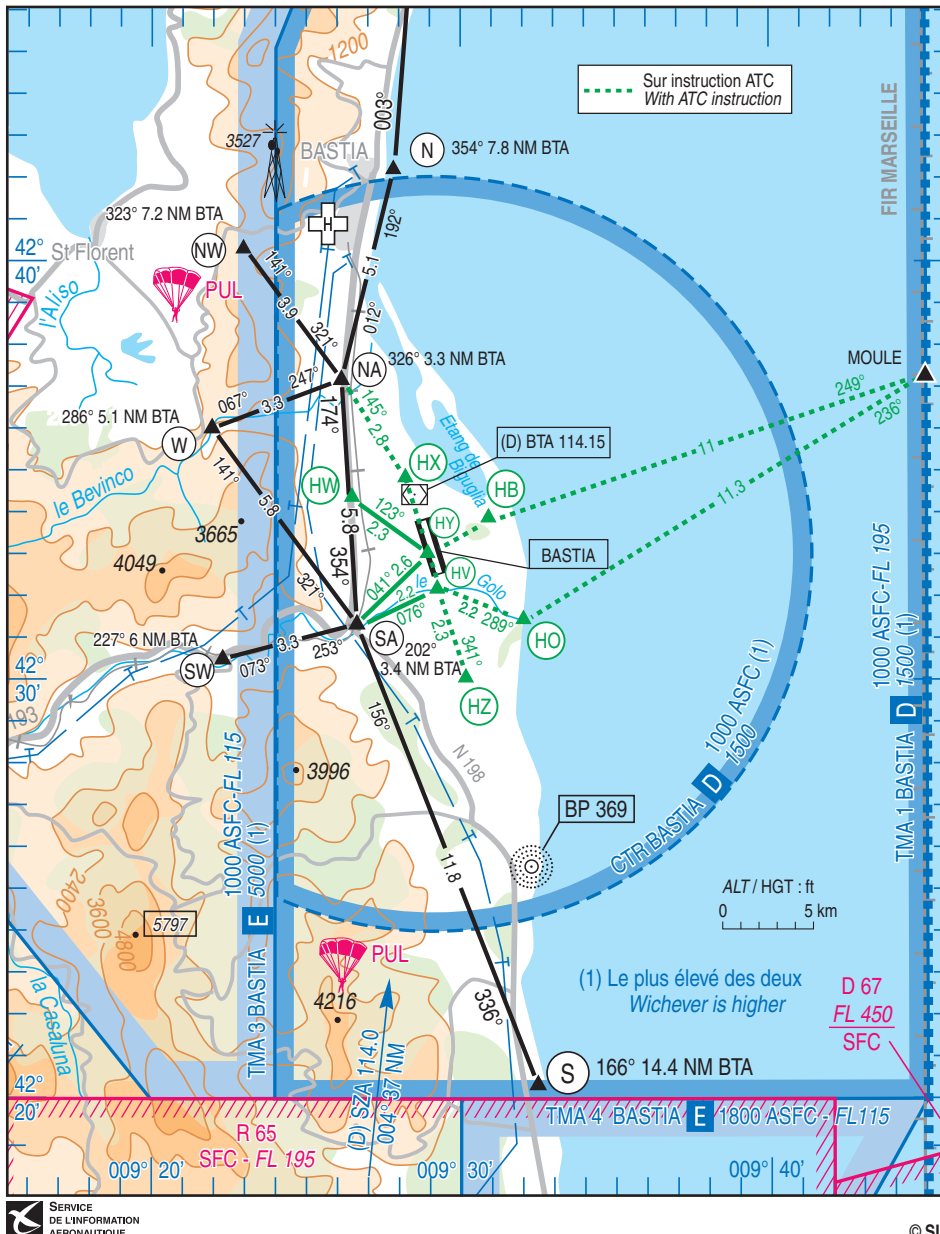 1200
Sur instruction ATC
With ATC instruction
FIR MARSEILLE
003°
3527
BASTIA
N
354° 7.8 NM BTA
323° 7.2 NM BTA
H
192°
42°
40'
St Florent
NW
141°
5.1
PUL
l'Aliso
3.9
012°
321°
NA
326° 3.3 NM BTA
MOULE
247°
249°
067°
3.3
174°
145°
236°
286° 5.1 NM BTA
W
2.8
Etang de
Biguglia
(D) BTA 114.15
11
HX
le Bevinco
141°
HW
HB
11.3
123°
2.3
HY
3665
5.8
5.8
BASTIA
4049
354°
041° 2.6
HV
le Golo
2.2
076°
2.2
289°
321°
227° 6 NM BTA
SA
202°
3.4 NM BTA
HO
2.3
341°
3.3
253°
073°
SW
42°
30'
HZ
193
156°
N 198
1000 ASFC-FL 195
1500 (1)
TMA 1 BASTIA D
1000 ASFC (1)
1500
CTR BASTIA D
3996
1000 ASFC-FL 115
5000 (1)
TMA 3 BASTIA E
BP 369
11.8
ALT / HGT : ft
0 5 km
2400
3600
4800
5797
PUL
4216
(1) Le plus élevé des deux
Wichever is higher
D 67
FL 450
SFC
la Casaluna
336°
(D) SZA 114.0
004° 37 NM
S
166° 14.4 NM BTA
42°
20'
TMA 4 BASTIA E 1800 ASFC - FL115
R 65
SFC - FL 195
009° 20'
009° 30'
009° 40'
SERVICE
DE L'INFORMATION
AERONAUTIQUE
© SI